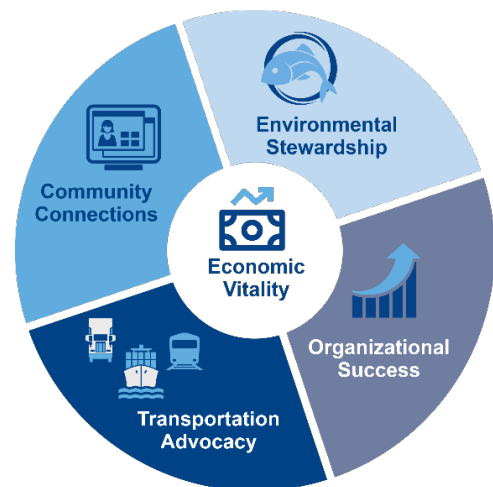 Environmental
Stewardship
Community
Connections
Economic
Vitality
Organizational
Success
Transportation
Advocacy